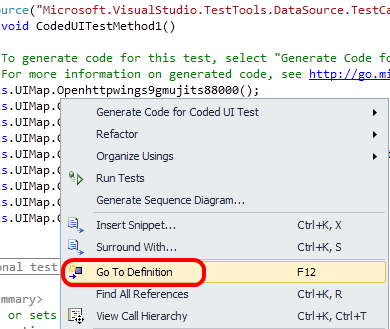 ource("Microsoft.VisualStudio.TestTools.DataSource.TestCa
void CodedUITestMethod1()
To generate code for this test, select "Generate Code fo
For more information on generated code, see http://go.mi
s.UIMap.Openhttpwings9gmujits88000();
s.UIMap.
s.UIMap.
s.UIMap.
s.UIMap.
s.UIMap.
s.UIMap.
Generate Code for Coded UI Test
Refactor
Organize Usings
Run Tests
Generate Sequence Diagram...
Insert Snippet... Ctrl+K, X
Surround With... Ctrl+K, S
Go To Definition F12
Find All References Ctrl+K, R
View Call Hierarchy Ctrl+K, Ctrl+T
onal test
mmary>
or sets